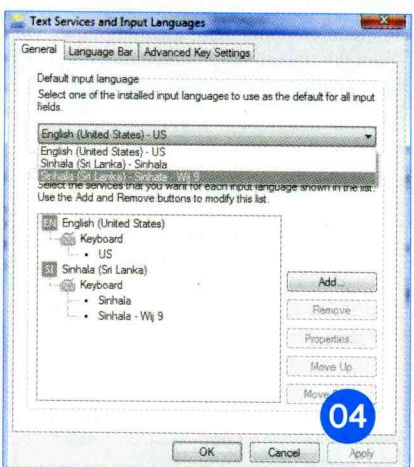 Text Services and Input Languages
General Language Bar Advanced Key Settings
Default input language
Select one of the installed input languages to use as the default for all input
fields.
English (United States) - US
English (United States) - US
Sinhala (Sri Lanka) - Sinhala
Sinhala (Sri Lanka) - Sinhala - Wij 9
Select the services that you want for each input language shown in the list.
Use the Add and Remove buttons to modify this list.
EN English (United States)
Keyboard
• US
SI Sinhala (Sri Lanka)
Keyboard
• Sinhala
• Sinhala - Wij 9
Add...
Remove
Properties...
Move Up
Move
04
OK Cancel Apply